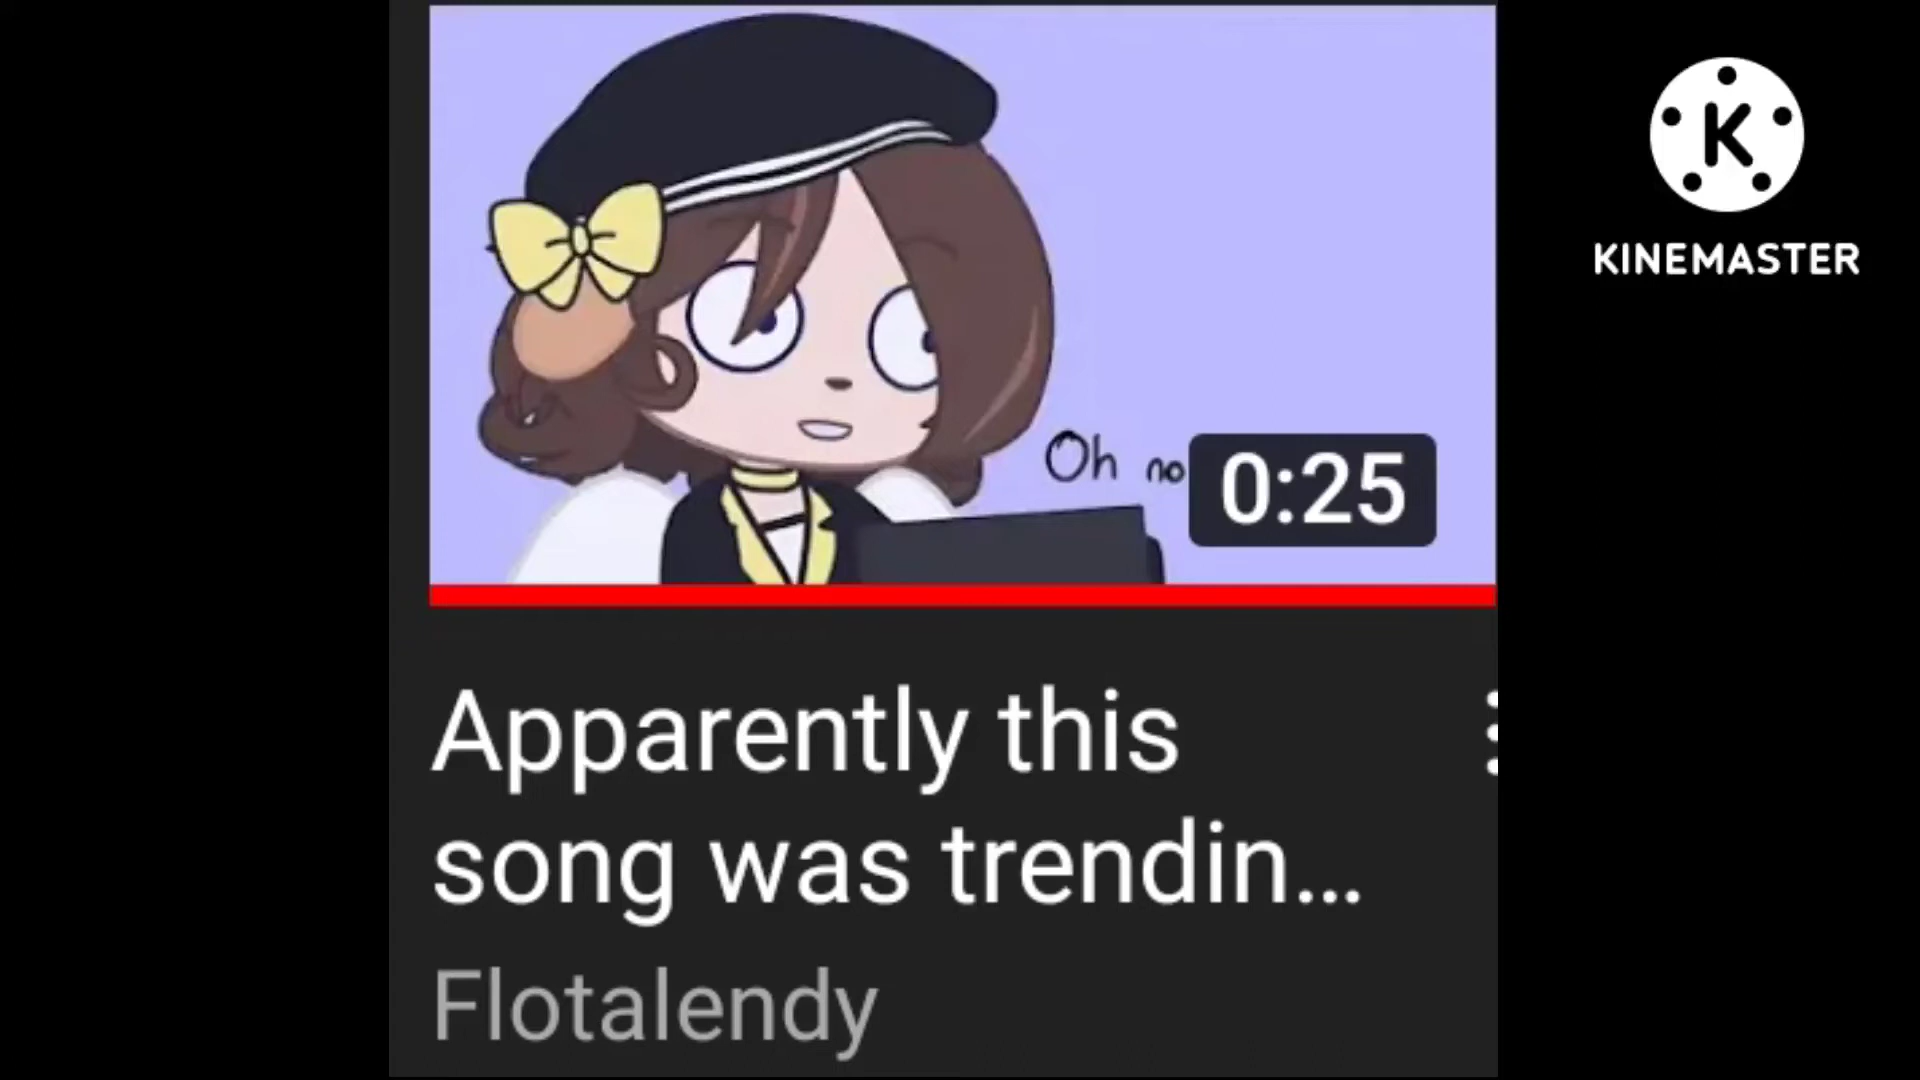 K
KINEMASTER
Oh no
0:25
Apparently this
song was trendin...
Flotalendy